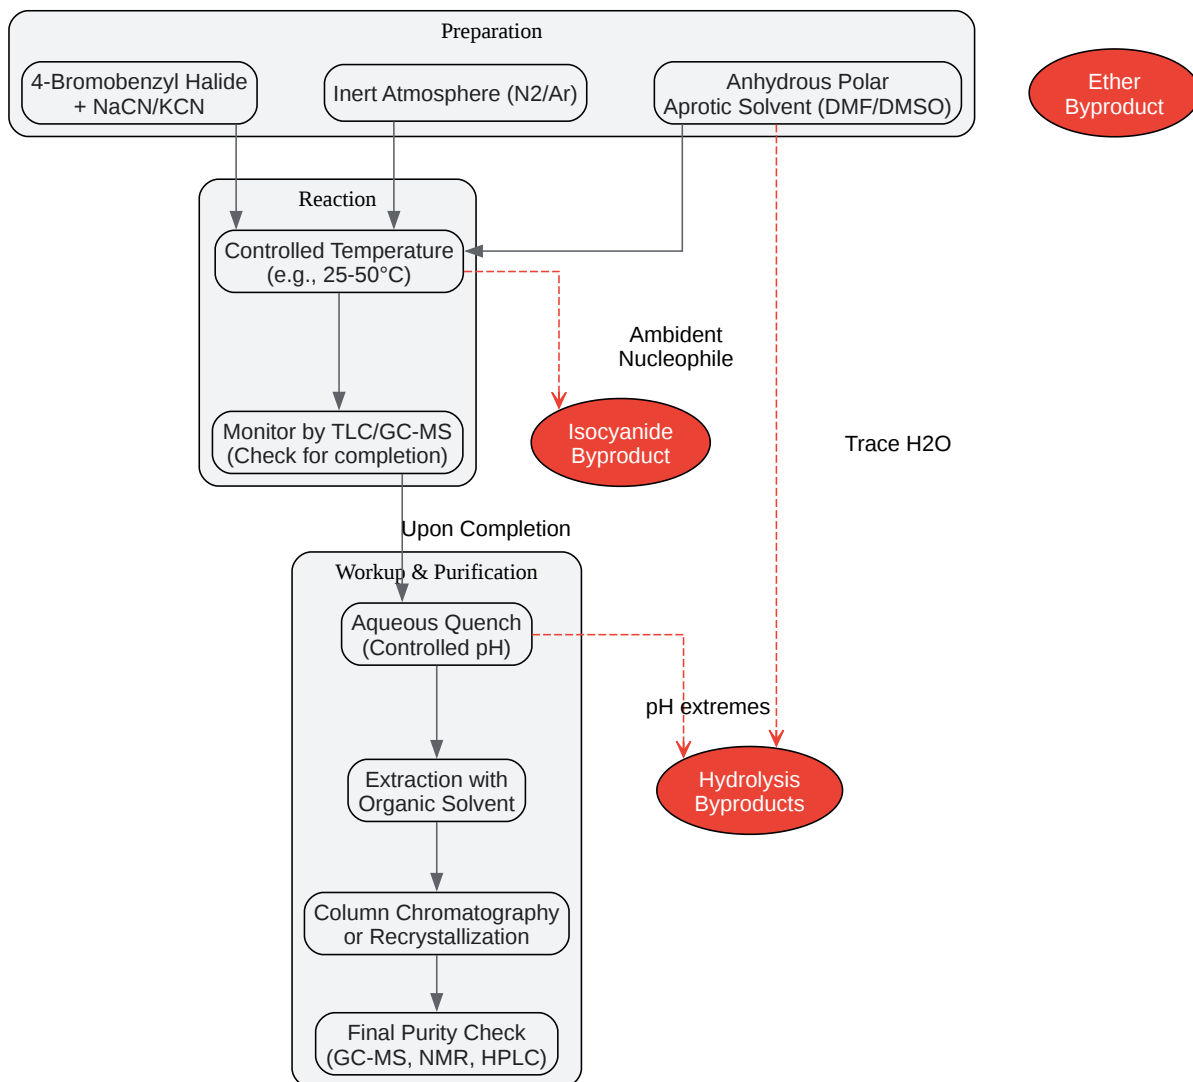 Preparation
4-Bromobenzyl Halide
+ NaCN/KCN
Inert Atmosphere (N2/Ar)
Anhydrous Polar
Aprotic Solvent (DMF/DMSO)
Ether
Byproduct
Reaction
Controlled Temperature
(e.g., 25-50°C)
Ambident
Nucleophile
Monitor by TLC/GC-MS
(Check for completion)
Isocyanide
Byproduct
Trace H2O
Upon Completion
Workup & Purification
Aqueous Quench
(Controlled pH)
pH extremes
Extraction with
Organic Solvent
Hydrolysis
Byproducts
Column Chromatography
or Recrystallization
Final Purity Check
(GC-MS, NMR, HPLC)